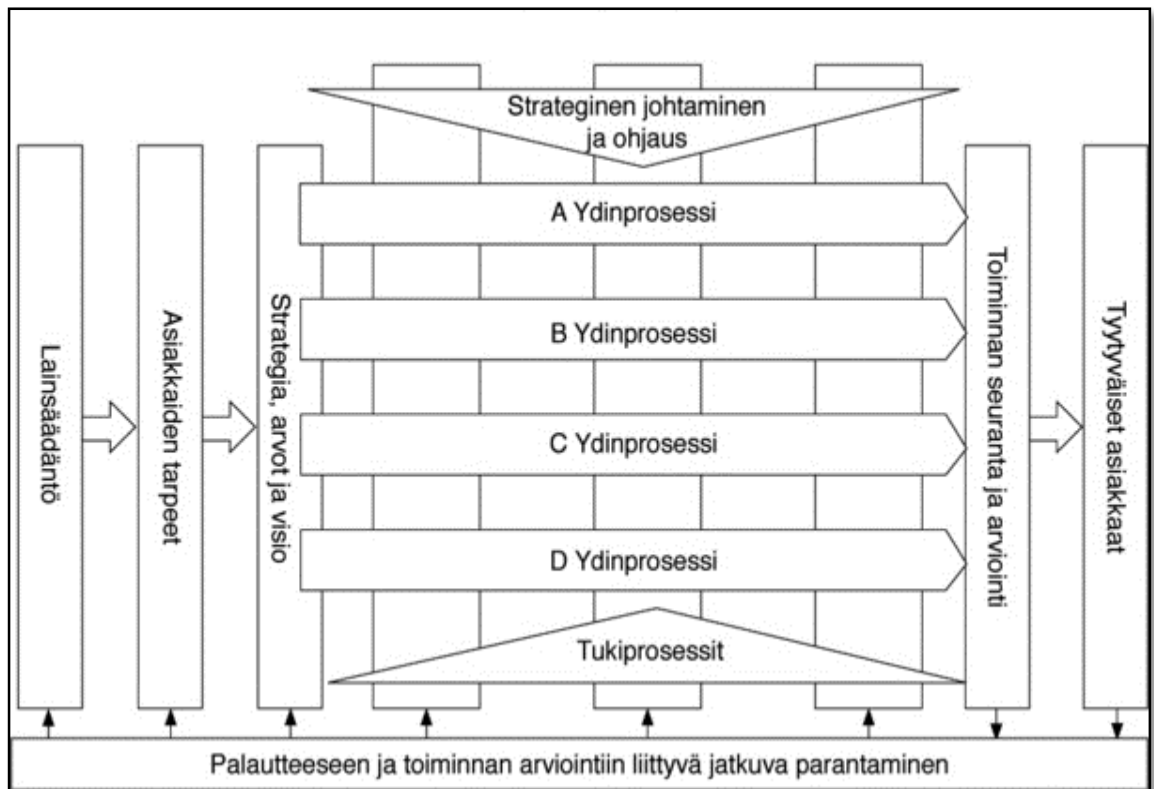 Strateginen johtaminen
ja ohjaus
Lainsäädäntö
Asiakkaiden tarpeet
Strategia, arvot ja visio
A Ydinprosessi
B Ydinprosessi
C Ydinprosessi
D Ydinprosessi
Tukiprosessit
Toiminnan seuranta ja arviointi
Tyytyväiset asiakkaat
Palautteeseen ja toiminnan arviointiin liittyvä jatkuva parantaminen